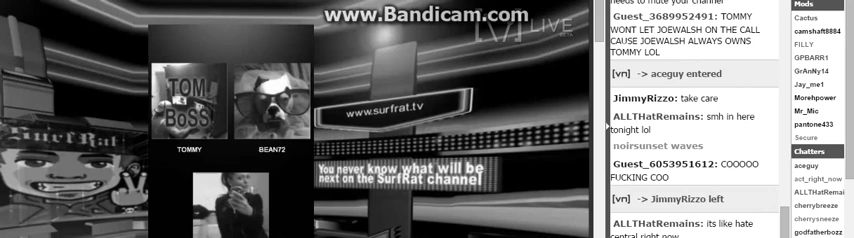 www.Bandicam.com
LIVE
BETA
SurfRat
TOM
BOSS
TOMMY
BEAN72
www.surfrat.tv
You never know what will be
next on the SurfRat channel
needs to mute your channel
Guest_3689952491: TOMMY
WONT LET JOEWALSH ON THE CALL
CAUSE JOEWALSH ALWAYS OWNS
TOMMY LOL
[vn] -> aceguy entered
JimmyRizzo: take care
ALLTHatRemains: smh in here
tonight lol
noirsunset waves
Guest_6053951612: COOOOO
FUCKING COO
[vn] -> JimmyRizzo left
ALLTHatRemains: its like hate
central right now
Mods
Cactus
camshaft8884
FILLY
GPBARR1
GrAnNy14
Jay_me1
Morehpower
Mr_Mic
pantone433
Secure
Chatters
aceguy
act_right_now
ALLTHatRemai
cherrybreeze
cherrysneeze
godfatherbozz